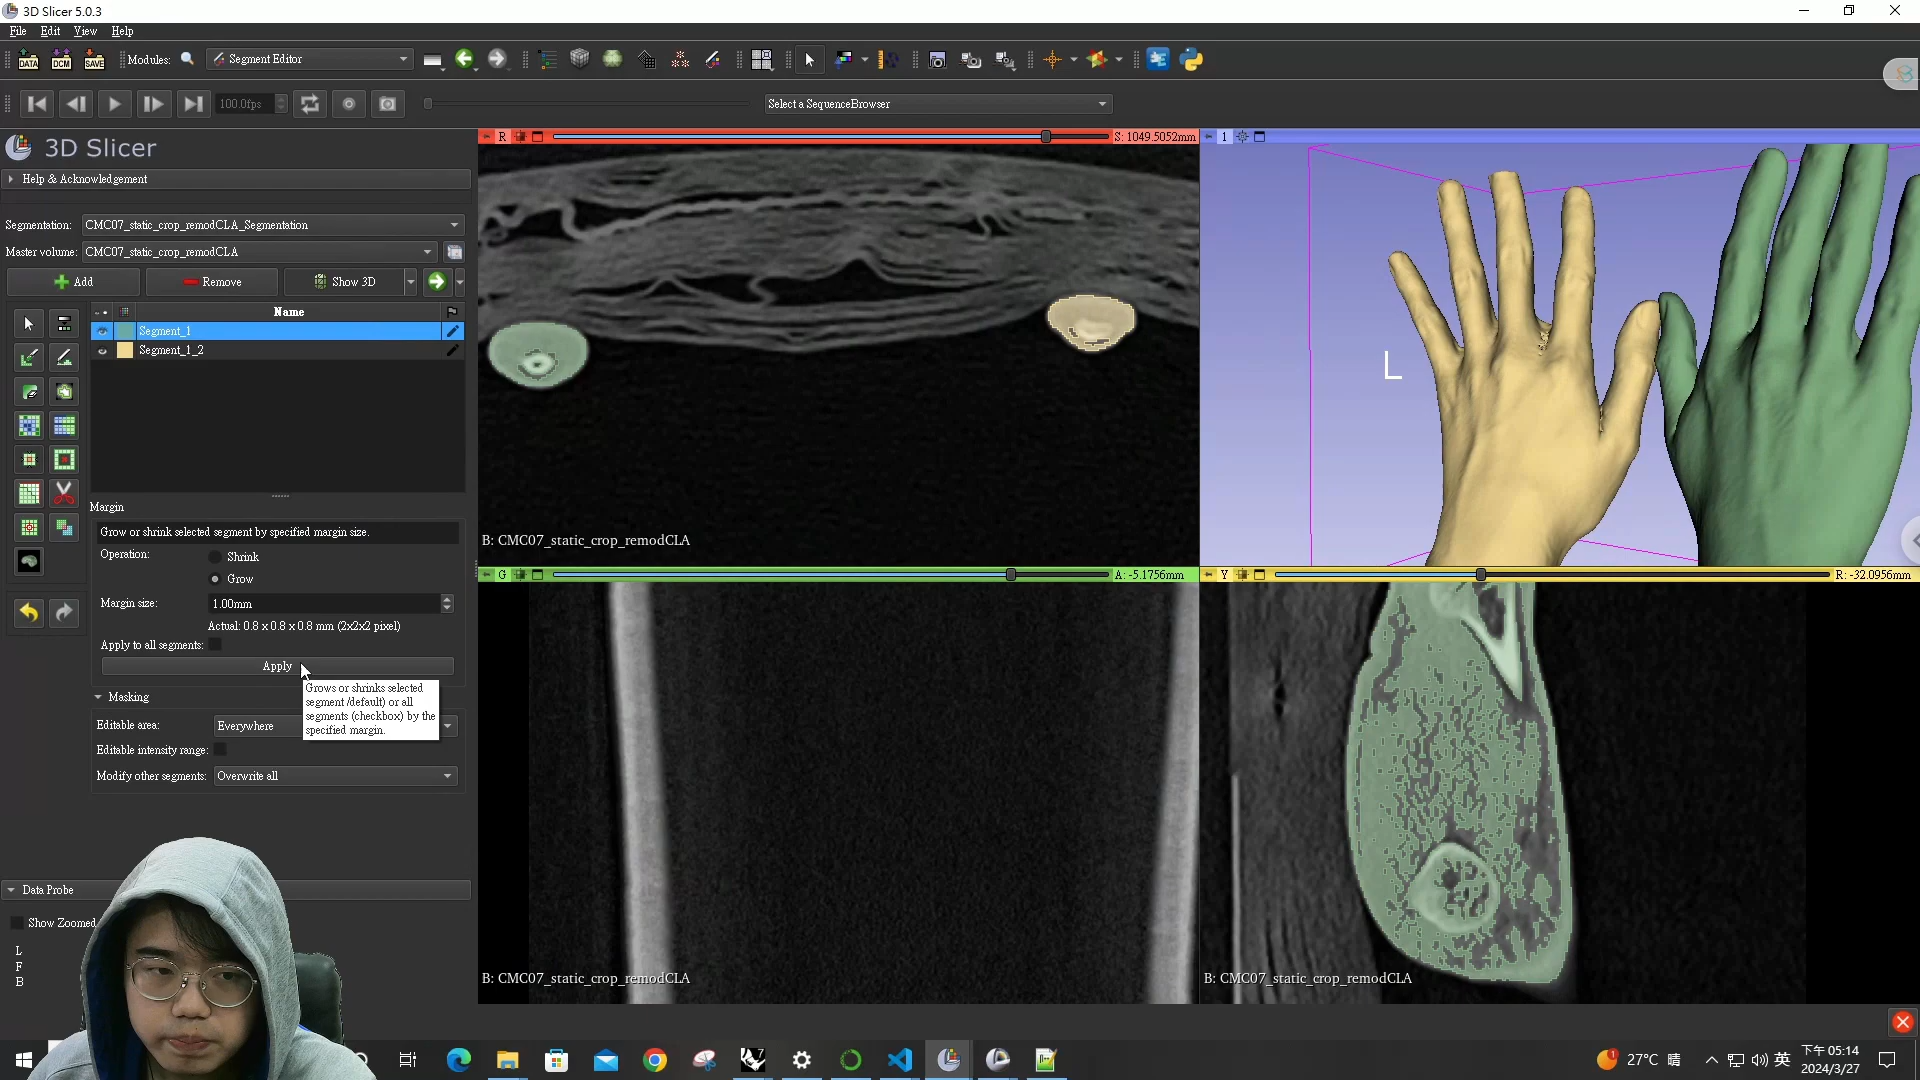 3D Slicer 5.0.3
File Edit View Help
DATA DCM SAVE Modules: Segment Editor
100.0fps Select a SequenceBrowser
3D Slicer
Help & Acknowledgement
Segmentation: CMC07_static_crop_remodCLA_Segmentation
Master volume: CMC07_static_crop_remodCLA
Add Remove Show 3D
Name
Segment_1
Segment_1_2
Margin
Grow or shrink selected segment by specified margin size.
Operation: Shrink
Grow
Margin size: 1.00mm
Actual: 0.8 x 0.8 x 0.8 mm (2x2x2 pixel)
Apply to all segments:
Apply
Grows or shrinks selected
segment /default) or all
segments (checkbox) by the
specified margin.
Masking
Editable area: Everywhere
Editable intensity range:
Modify other segments: Overwrite all
Data Probe
Show Zoomed
L
F
B
R S: 1049.5052mm
B: CMC07_static_crop_remodCLA
1
L
G A: -5.1756mm
B: CMC07_static_crop_remodCLA
Y R: -32.0956mm
B: CMC07_static_crop_remodCLA
27°C 晴 英 下午 05:14
2024/3/27